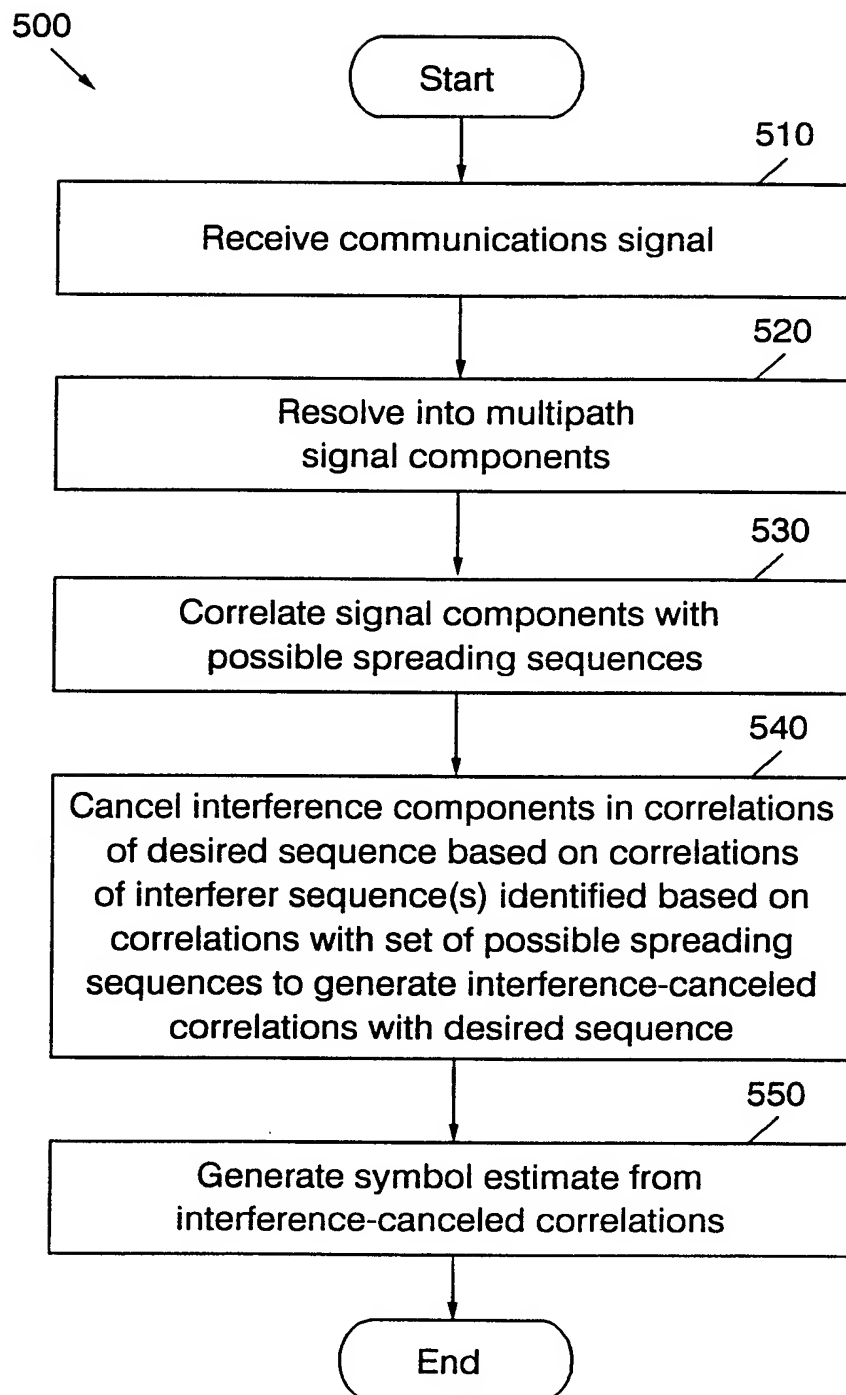 500
Start
510
Receive communications signal
520
Resolve into multipath
signal components
530
Correlate signal components with
possible spreading sequences
540
Cancel interference components in correlations
of desired sequence based on correlations
of interferer sequence(s) identified based on
correlations with set of possible spreading
sequences to generate interference-canceled
correlations with desired sequence
550
Generate symbol estimate from
interference-canceled correlations
End